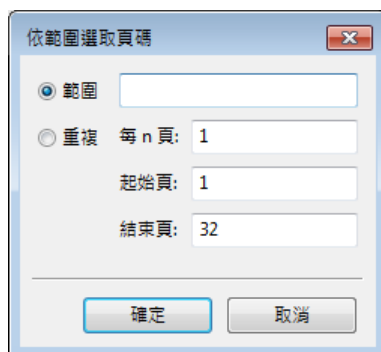 依範圍選取頁碼
範圍
重複 每 n 頁: 1
起始頁: 1
結束頁: 32
確定 取消